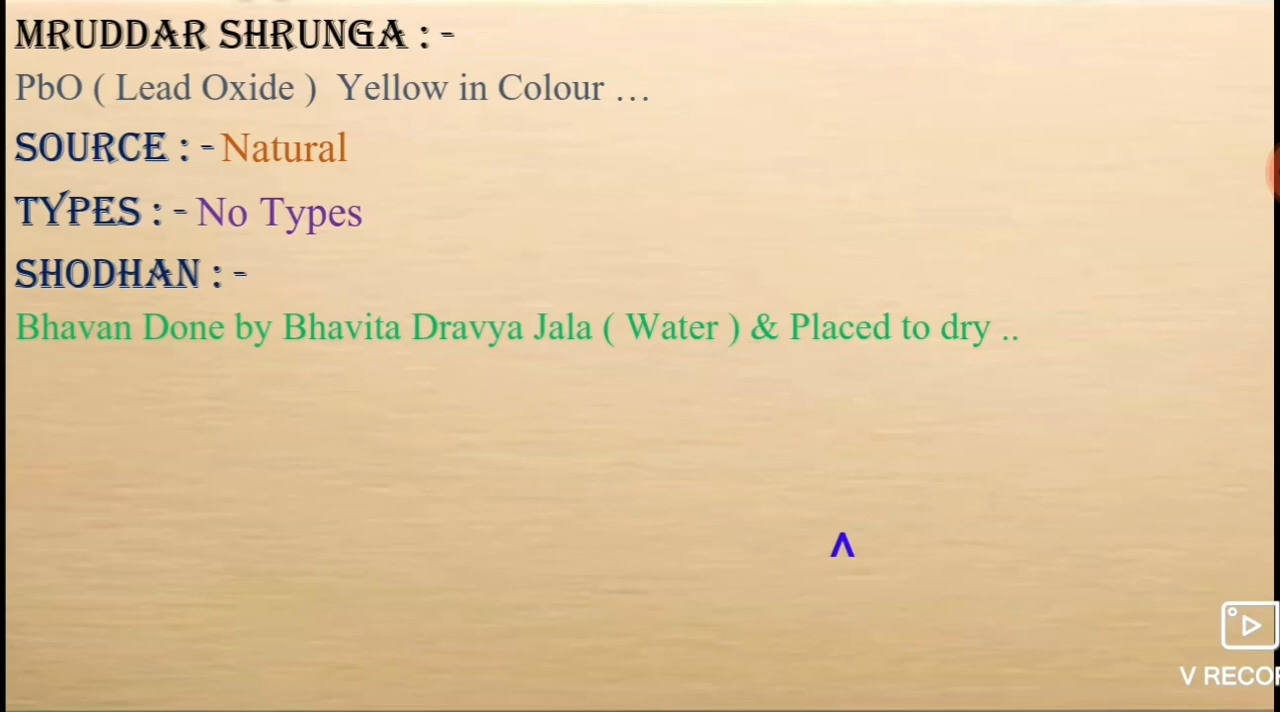 MRUDDAR SHRUNGA : -
PbO ( Lead Oxide )  Yellow in Colour …
SOURCE : - Natural
TYPES : - No Types
SHODHAN : -
Bhavan Done by Bhavita Dravya Jala ( Water ) & Placed to dry ..
^
V RECOR